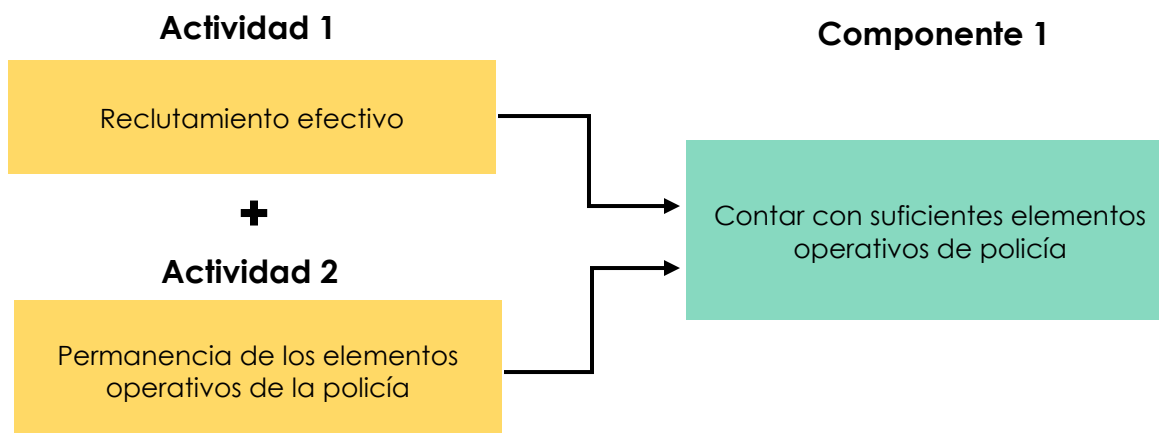 Actividad 1
Reclutamiento efectivo
+
Actividad 2
Permanencia de los elementos
operativos de la policía
Componente 1
Contar con suficientes elementos
operativos de policía